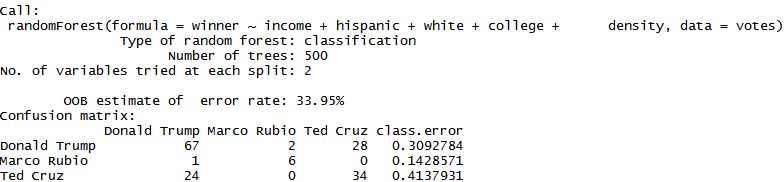 Call:
 randomForest(formula = winner ~ income + hispanic + white + college +      density, data = votes)
               Type of random forest: classification
                     Number of trees: 500
No. of variables tried at each split: 2

        OOB estimate of  error rate: 33.95%
Confusion matrix:
             Donald Trump Marco Rubio Ted Cruz class.error
Donald Trump           67           2       28   0.3092784
Marco Rubio             1           6        0   0.1428571
Ted Cruz               24           0       34   0.4137931